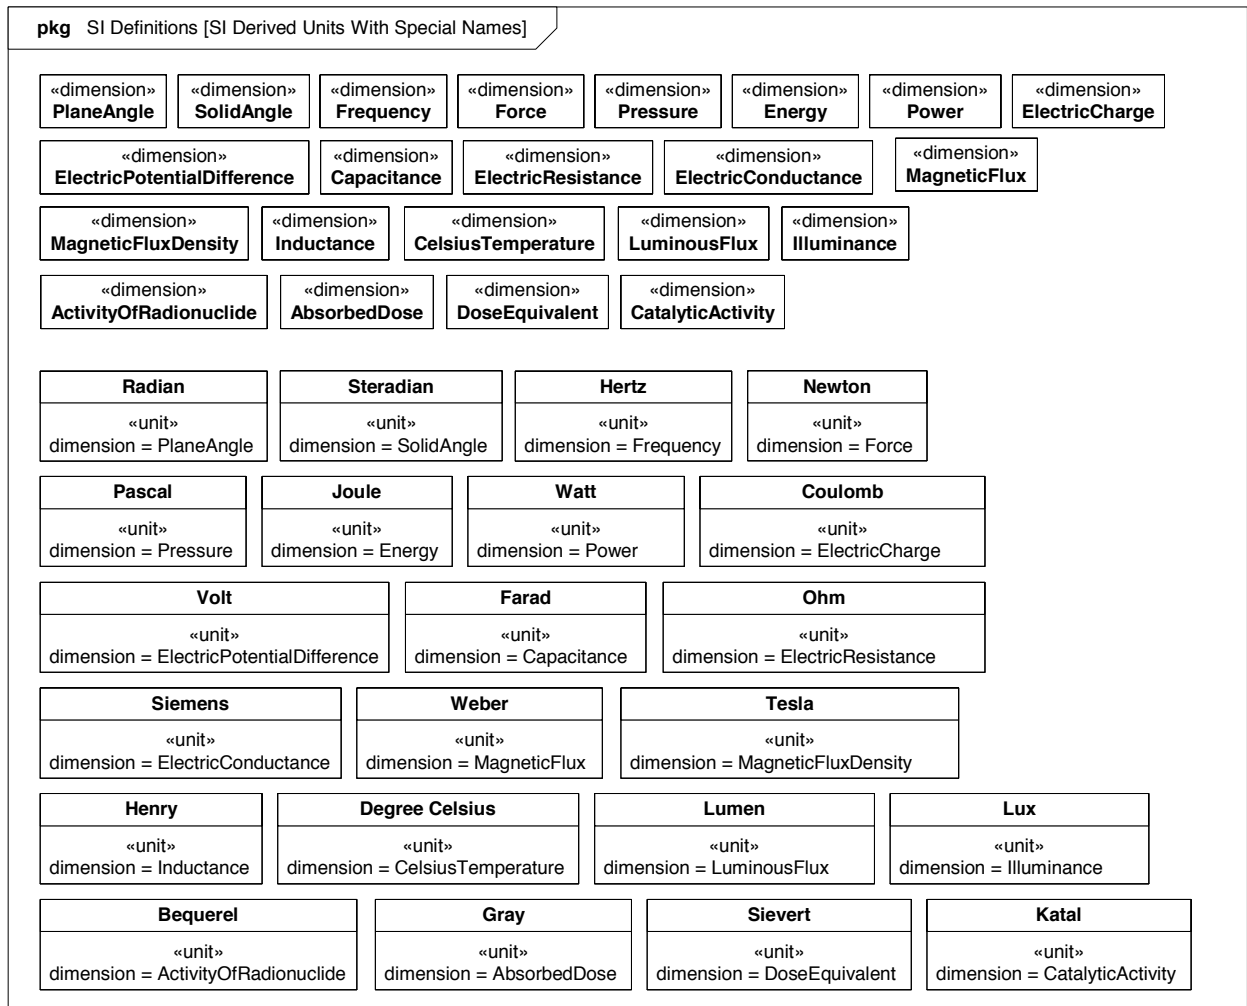 pkg SI Definitions [SI Derived Units With Special Names]
«dimension» «dimension» «dimension» «dimension» «dimension» «dimension» «dimension» «dimension»
PlaneAngle SolidAngle Frequency Force Pressure Energy Power ElectricCharge
«dimension» «dimension» «dimension» «dimension» «dimension»
ElectricPotentialDifference Capacitance ElectricResistance ElectricConductance MagneticFlux
«dimension» «dimension» «dimension» «dimension» «dimension»
MagneticFluxDensity Inductance CelsiusTemperature LuminousFlux Illuminance
«dimension» «dimension» «dimension» «dimension»
ActivityOfRadionuclide AbsorbedDose DoseEquivalent CatalyticActivity
Radian Steradian Hertz Newton
«unit» «unit» «unit» «unit»
dimension = PlaneAngle dimension = SolidAngle dimension = Frequency dimension = Force
Pascal Joule Watt Coulomb
«unit» «unit» «unit» «unit»
dimension = Pressure dimension = Energy dimension = Power dimension = ElectricCharge
Volt Farad Ohm
«unit» «unit» «unit»
dimension = ElectricPotentialDifference dimension = Capacitance dimension = ElectricResistance
Siemens Weber Tesla
«unit» «unit» «unit»
dimension = ElectricConductance dimension = MagneticFlux dimension = MagneticFluxDensity
Henry Degree Celsius Lumen Lux
«unit» «unit» «unit» «unit»
dimension = Inductance dimension = CelsiusTemperature dimension = LuminousFlux dimension = Illuminance
Bequerel Gray Sievert Katal
«unit» «unit» «unit» «unit»
dimension = ActivityOfRadionuclide dimension = AbsorbedDose dimension = DoseEquivalent dimension = CatalyticActivity